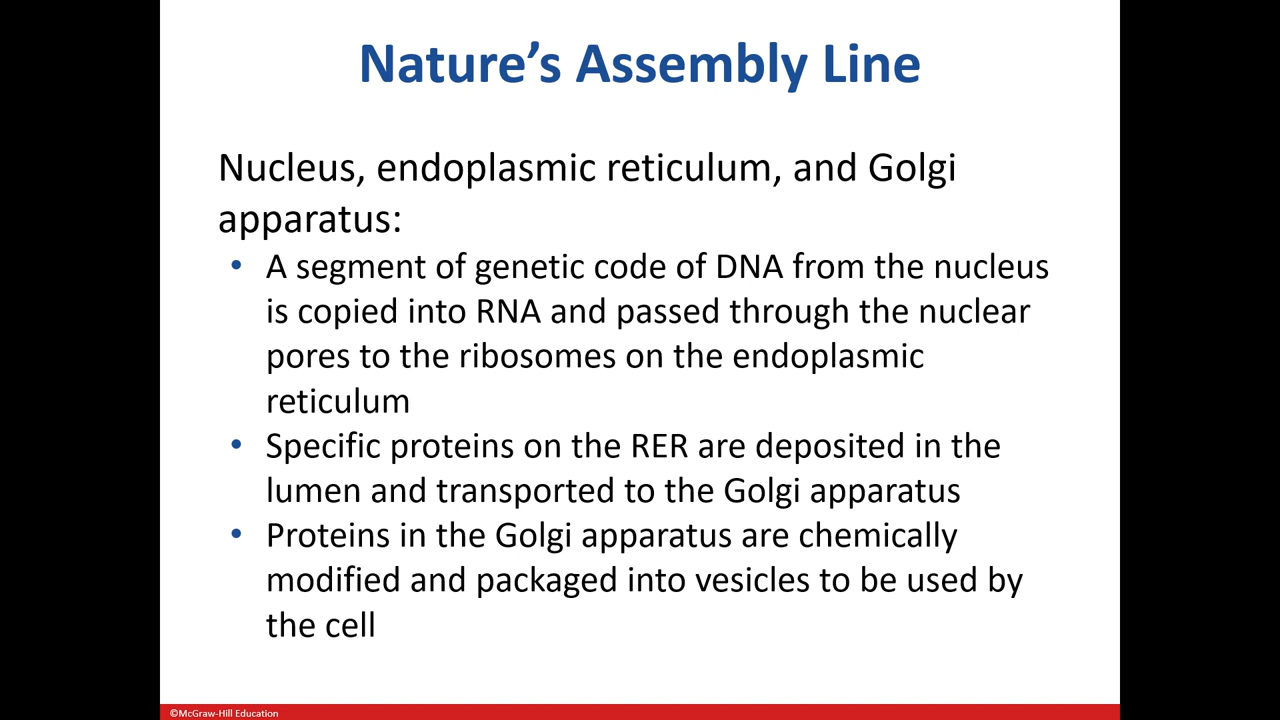 Nature’s Assembly Line
Nucleus, endoplasmic reticulum, and Golgi
apparatus:
• A segment of genetic code of DNA from the nucleus
is copied into RNA and passed through the nuclear
pores to the ribosomes on the endoplasmic
reticulum
• Specific proteins on the RER are deposited in the
lumen and transported to the Golgi apparatus
• Proteins in the Golgi apparatus are chemically
modified and packaged into vesicles to be used by
the cell
©McGraw-Hill Education